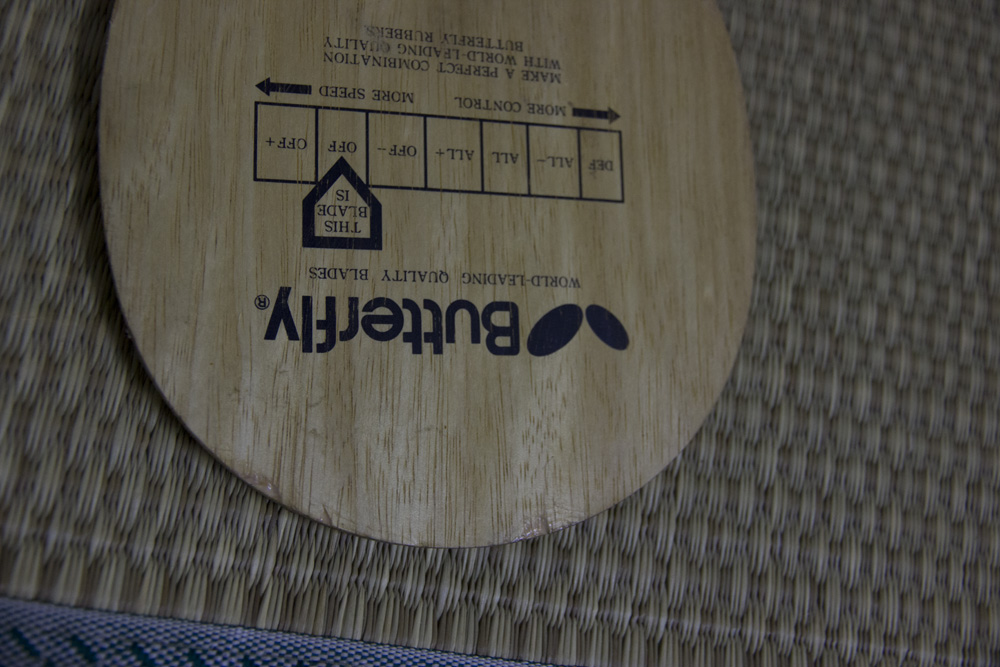 Butterfly®
WORLD-LEADING QUALITY BLADES
THIS
BLADE
IS
DEF ALL- ALL ALL+ OFF- OFF OFF+
MORE CONTROL MORE SPEED
MAKE A PERFECT COMBINATION
WITH WORLD-LEADING QUALITY
BUTTERFLY RUBBERS